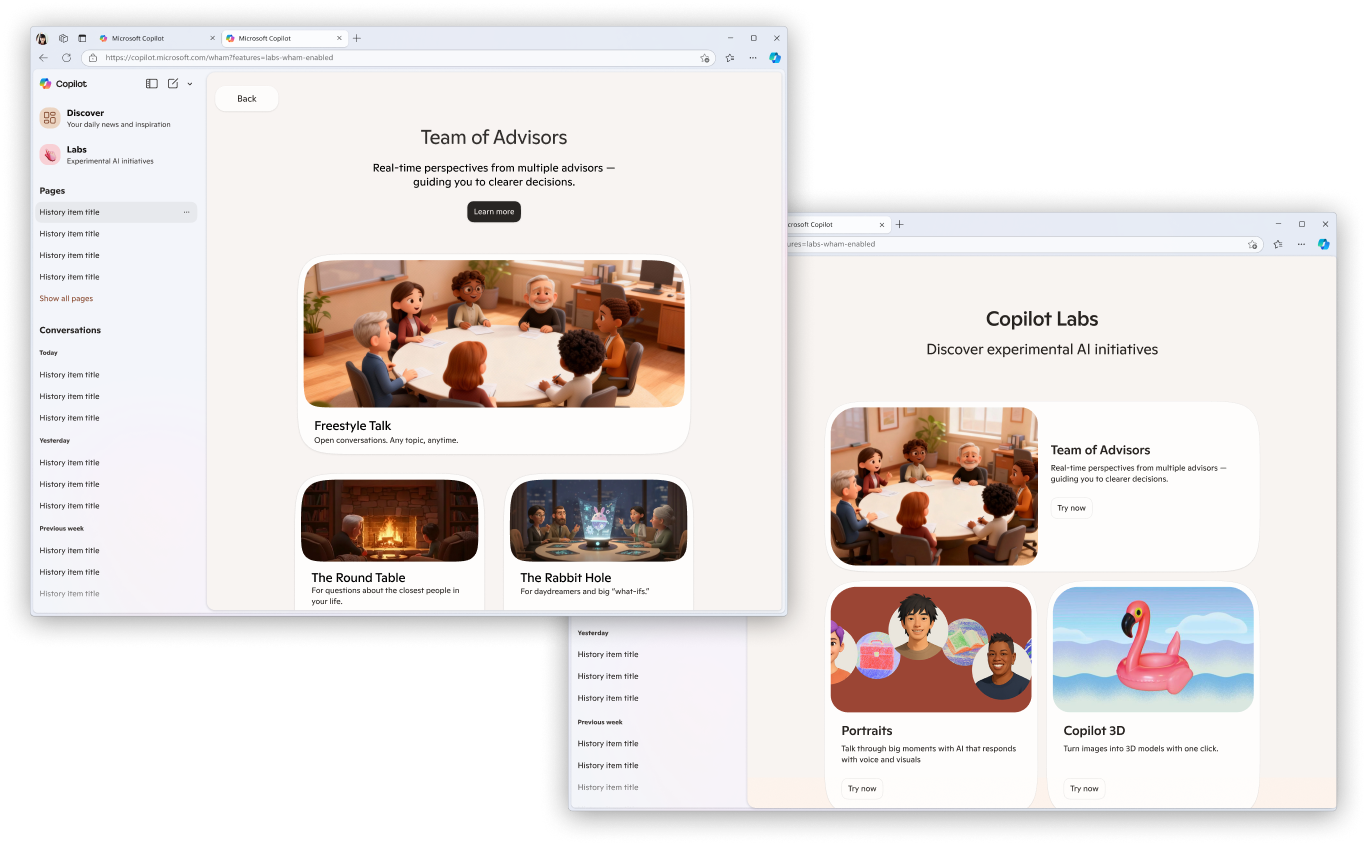 Microsoft Copilot
Microsoft Copilot
https://copilot.microsoft.com/wham?features=labs-wham-enabled
Copilot
Discover
Your daily news and inspiration
Labs
Experimental AI initiatives
Pages
History item title
History item title
History item title
History item title
Show all pages
Conversations
Today
History item title
History item title
History item title
Yesterday
History item title
History item title
History item title
Previous week
History item title
History item title
History item title
Back
Team of Advisors
Real-time perspectives from multiple advisors —
guiding you to clearer decisions.
Learn more
Freestyle Talk
Open conversations. Any topic, anytime.
The Round Table
For questions about the closest people in
your life.
The Rabbit Hole
For daydreamers and big “what-ifs.”
crosoft Copilot
ures=labs-wham-enabled
Yesterday
History item title
History item title
History item title
Previous week
History item title
History item title
History item title
Copilot Labs
Discover experimental AI initiatives
Team of Advisors
Real-time perspectives from multiple advisors —
guiding you to clearer decisions.
Try now
Portraits
Talk through big moments with AI that responds
with voice and visuals
Try now
Copilot 3D
Turn images into 3D models with one click.
Try now